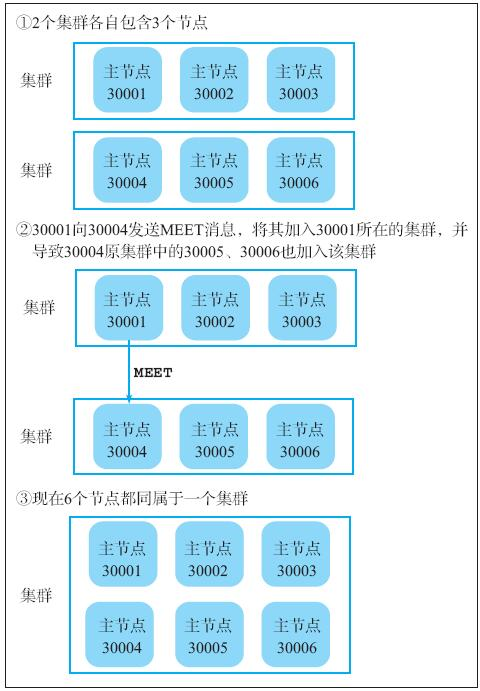 ①2个集群各自包含3个节点
集群
主节点 主节点 主节点
30001 30002 30003
集群
主节点 主节点 主节点
30004 30005 30006
②30001向30004发送MEET消息，将其加入30001所在的集群，并
导致30004原集群中的30005、30006也加入该集群
集群
主节点 主节点 主节点
30001 30002 30003
MEET
集群
主节点 主节点 主节点
30004 30005 30006
③现在6个节点都同属于一个集群
集群
主节点 主节点 主节点
30001 30002 30003
主节点 主节点 主节点
30004 30005 30006